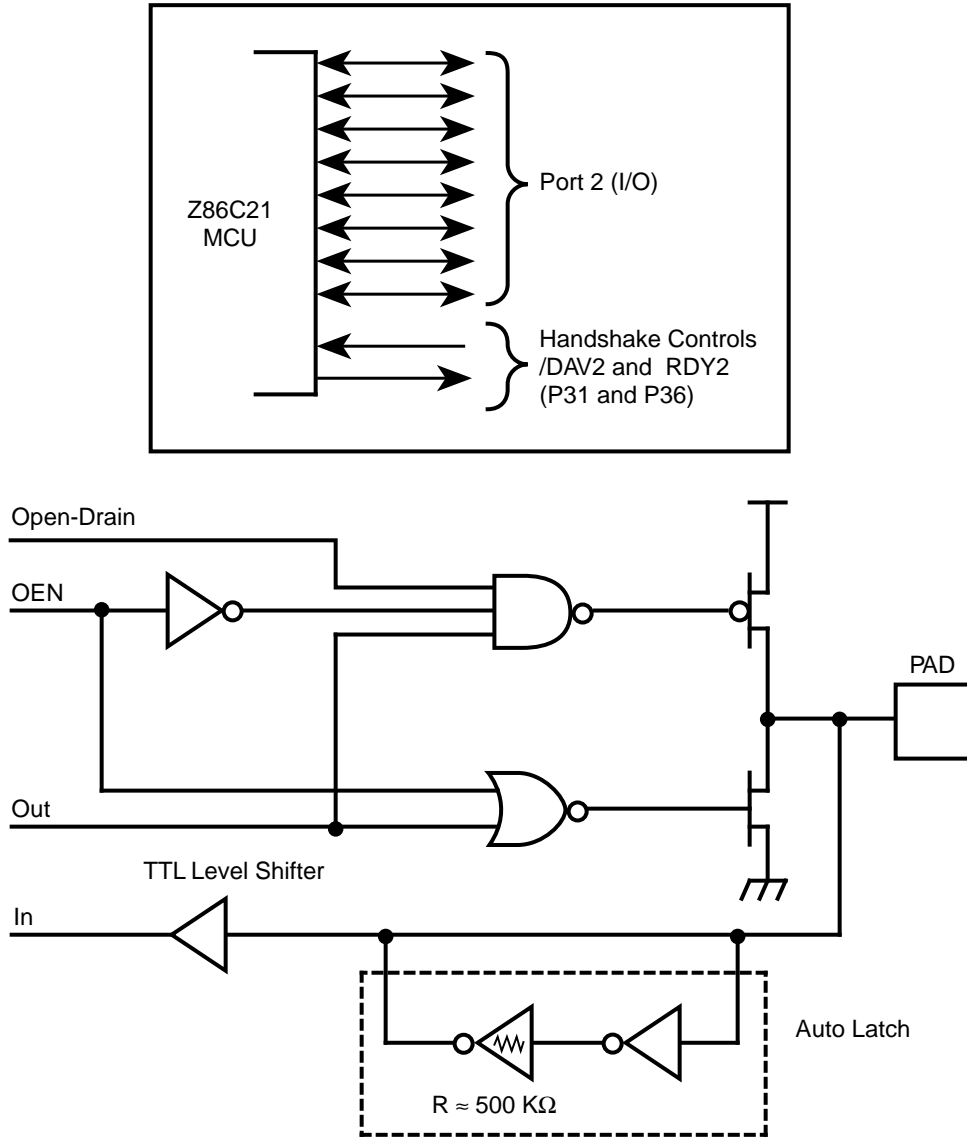 Z86C21
MCU
Port 2 (I/O)
Handshake Controls
/DAV2 and RDY2
(P31 and P36)
Open-Drain
OEN
PAD
Out
TTL Level Shifter
In
Auto Latch
R ≈ 500 KΩ